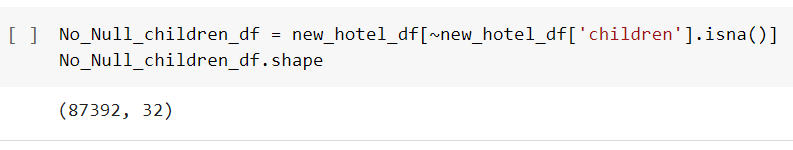 [ ] No_Null_children_df = new_hotel_df[~new_hotel_df['children'].isna()]
No_Null_children_df.shape
(87392, 32)